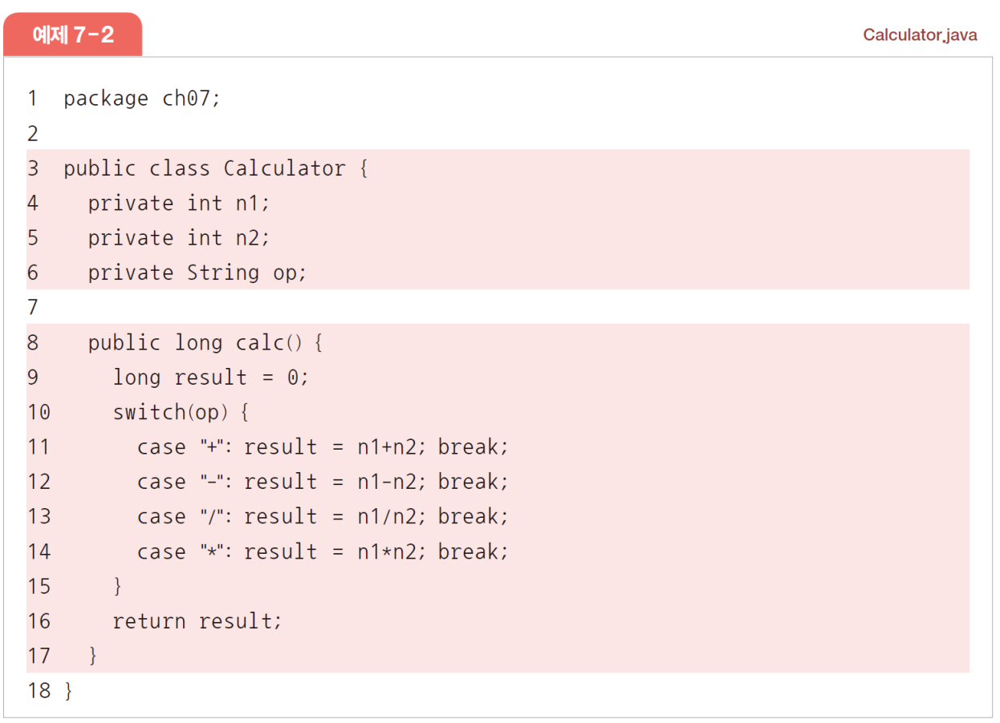 예제 7-2
Calculator.java
1 package ch07;
2
3 public class Calculator {
4 private int n1;
5 private int n2;
6 private String op;
7
8 public long calc() {
9 long result = 0;
10 switch(op) {
11 case "+": result = n1+n2; break;
12 case "-": result = n1-n2; break;
13 case "/": result = n1/n2; break;
14 case "*": result = n1*n2; break;
15 }
16 return result;
17 }
18 }